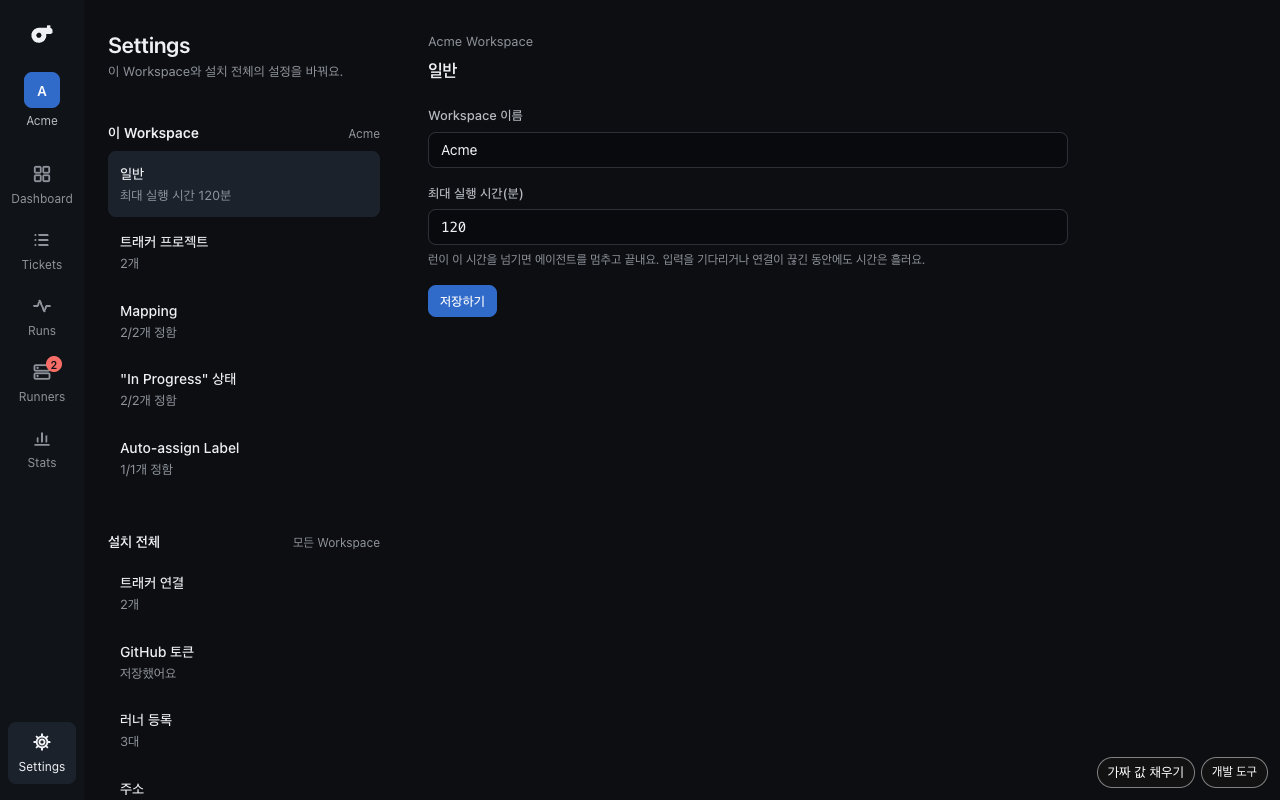 A
Acme
Dashboard
Tickets
Runs
2
Runners
Stats
Settings
Settings
이 Workspace와 설치 전체의 설정을 바꿔요.
이 Workspace
Acme
일반
최대 실행 시간 120분
트래커 프로젝트
2개
Mapping
2/2개 정함
"In Progress" 상태
2/2개 정함
Auto-assign Label
1/1개 정함
설치 전체
모든 Workspace
트래커 연결
2개
GitHub 토큰
저장했어요
러너 등록
3대
주소
Acme Workspace
일반
Workspace 이름
Acme
최대 실행 시간(분)
120
런이 이 시간을 넘기면 에이전트를 멈추고 끝내요. 입력을 기다리거나 연결이 끊긴 동안에도 시간은 흘러요.
저장하기
가짜 값 채우기
개발 도구